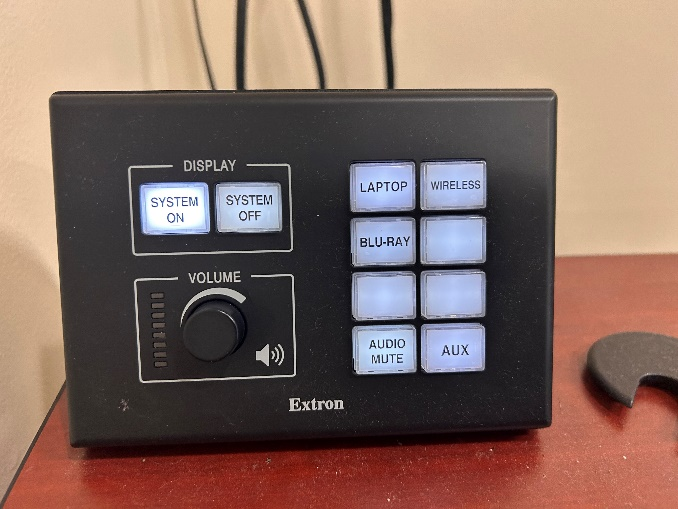 DISPLAY
SYSTEM
ON
SYSTEM
OFF
VOLUME
LAPTOP
WIRELESS
BLU-RAY
AUDIO
MUTE
AUX
Extron